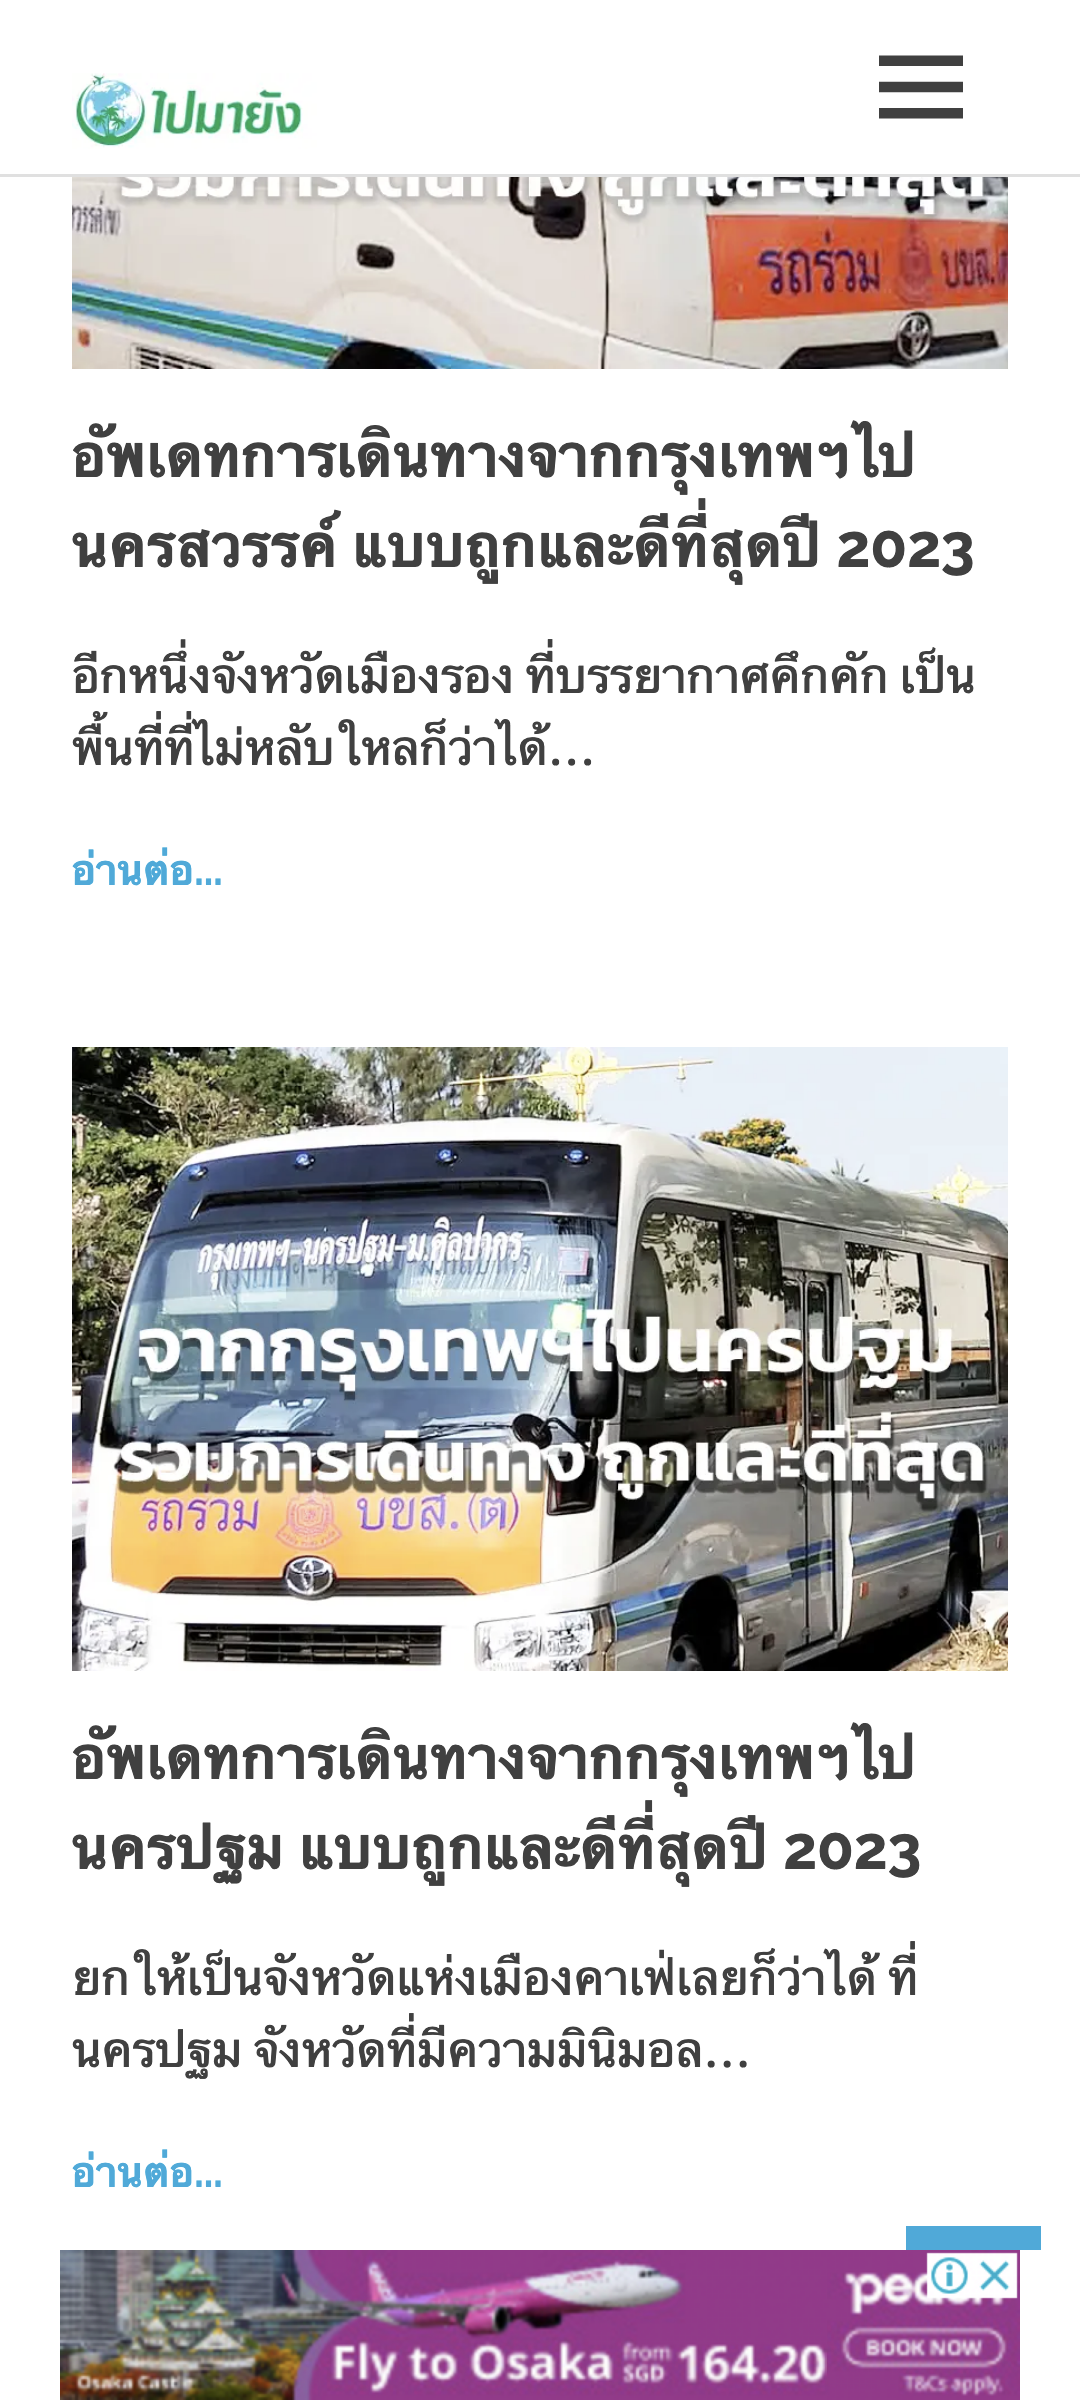 ไปมายัง
รวมการเดินทาง ถูกและดีที่สุด
รถร่วม บขส.
อัพเดทการเดินทางจากกรุงเทพฯไป
นครสวรรค์ แบบถูกและดีที่สุดปี 2023
อีกหนึ่งจังหวัดเมืองรอง ที่บรรยากาศคึกคัก เป็น
พื้นที่ที่ไม่หลับใหลก็ว่าได้…
อ่านต่อ...
กรุงเทพฯ-นครปฐม-ม.ศิลปากร
จากกรุงเทพฯไปนครปฐม
รวมการเดินทาง ถูกและดีที่สุด
รถร่วม บขส.(ต)
อัพเดทการเดินทางจากกรุงเทพฯไป
นครปฐม แบบถูกและดีที่สุดปี 2023
ยกให้เป็นจังหวัดแห่งเมืองคาเฟ่เลยก็ว่าได้ ที่
นครปฐม จังหวัดที่มีความมินิมอล…
อ่านต่อ...
Fly to Osaka from SGD 164.20
BOOK NOW
Osaka Castle
T&Cs apply.